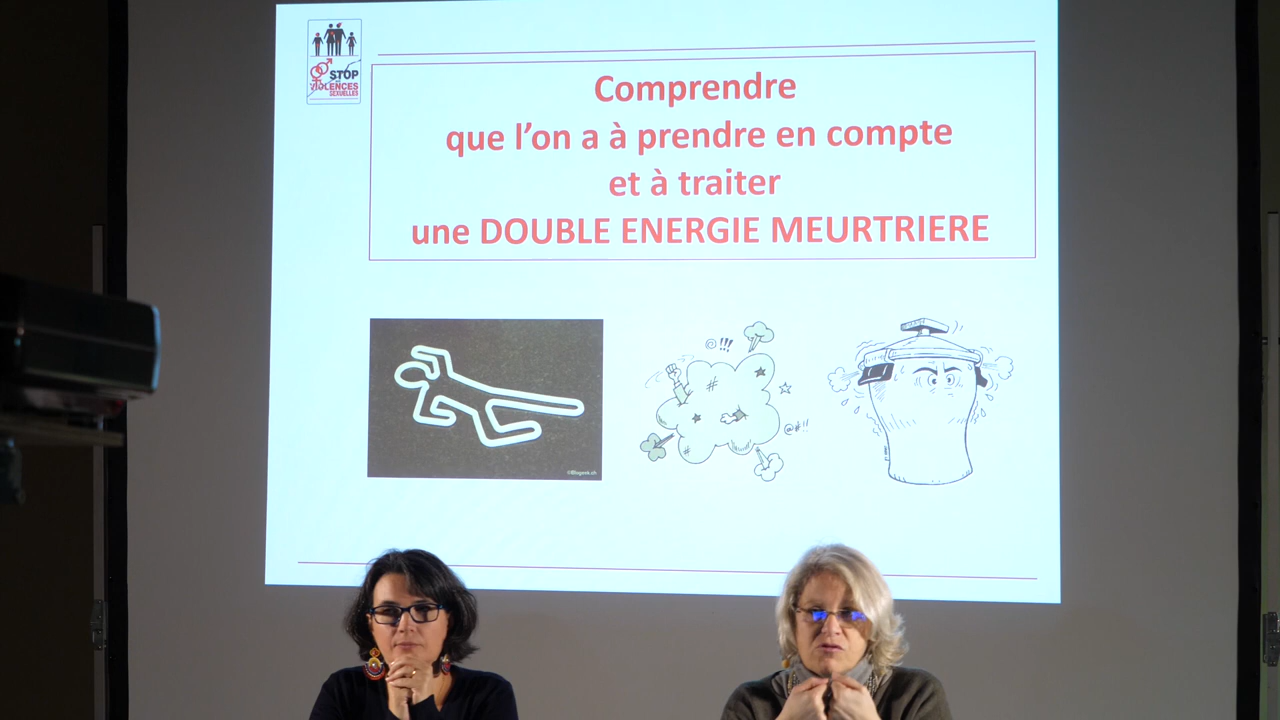 STOP
VIOLENCES
SEXUELLES
Comprendre
que l’on a à prendre en compte
et à traiter
une DOUBLE ENERGIE MEURTRIERE
@!!!
@#!!